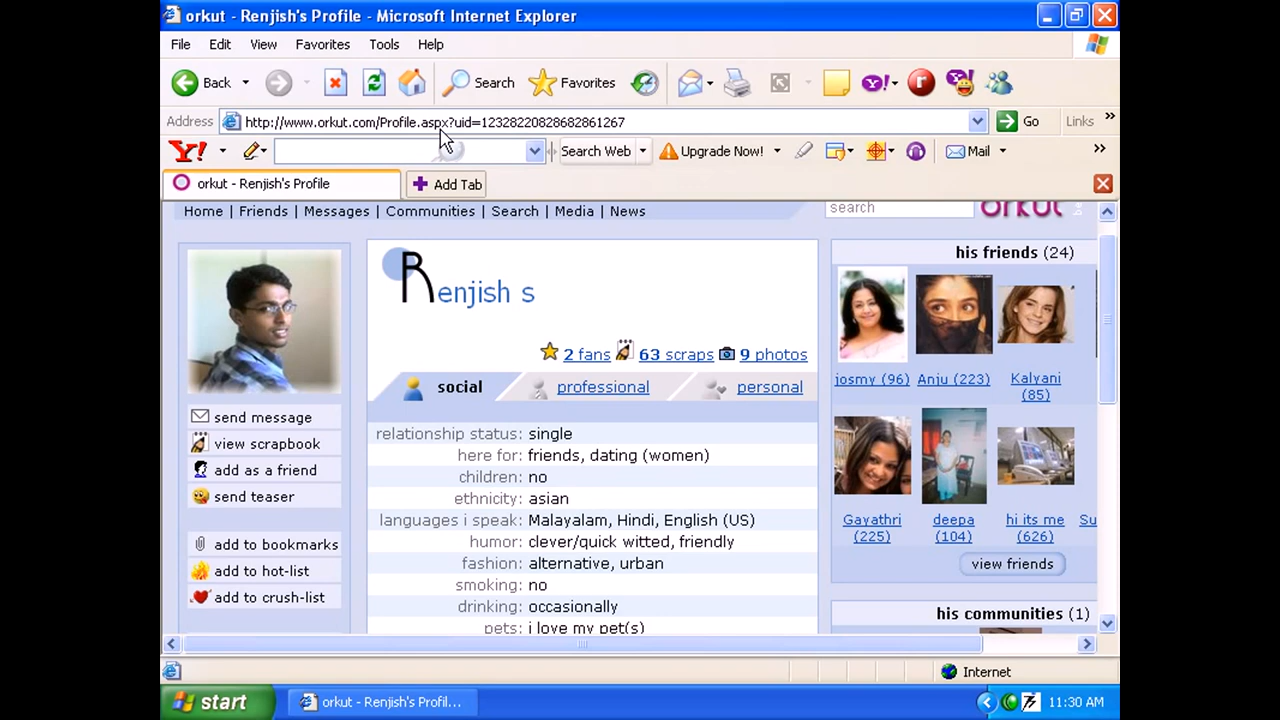 orkut - Renjish's Profile - Microsoft Internet Explorer
File Edit View Favorites Tools Help
Back Search Favorites
Address http://www.orkut.com/Profile.aspx?uid=12328220828682861267 Go Links »
Y! Search Web Upgrade Now! Mail »
orkut - Renjish's Profile Add Tab
Home | Friends | Messages | Communities | Search | Media | News search orkut
Renjish s
2 fans 63 scraps 9 photos
social professional personal
send message
view scrapbook
add as a friend
send teaser
add to bookmarks
add to hot-list
add to crush-list
relationship status: single
here for: friends, dating (women)
children: no
ethnicity: asian
languages i speak: Malayalam, Hindi, English (US)
humor: clever/quick witted, friendly
fashion: alternative, urban
smoking: no
drinking: occasionally
pets: i love my pet(s)
his friends (24)
josmy (96) Anju (223) Kalyani
(85)
Gayathri deepa hi its me Su
(225) (104) (626)
view friends
his communities (1)
Internet
start orkut - Renjish's Profil... 11:30 AM